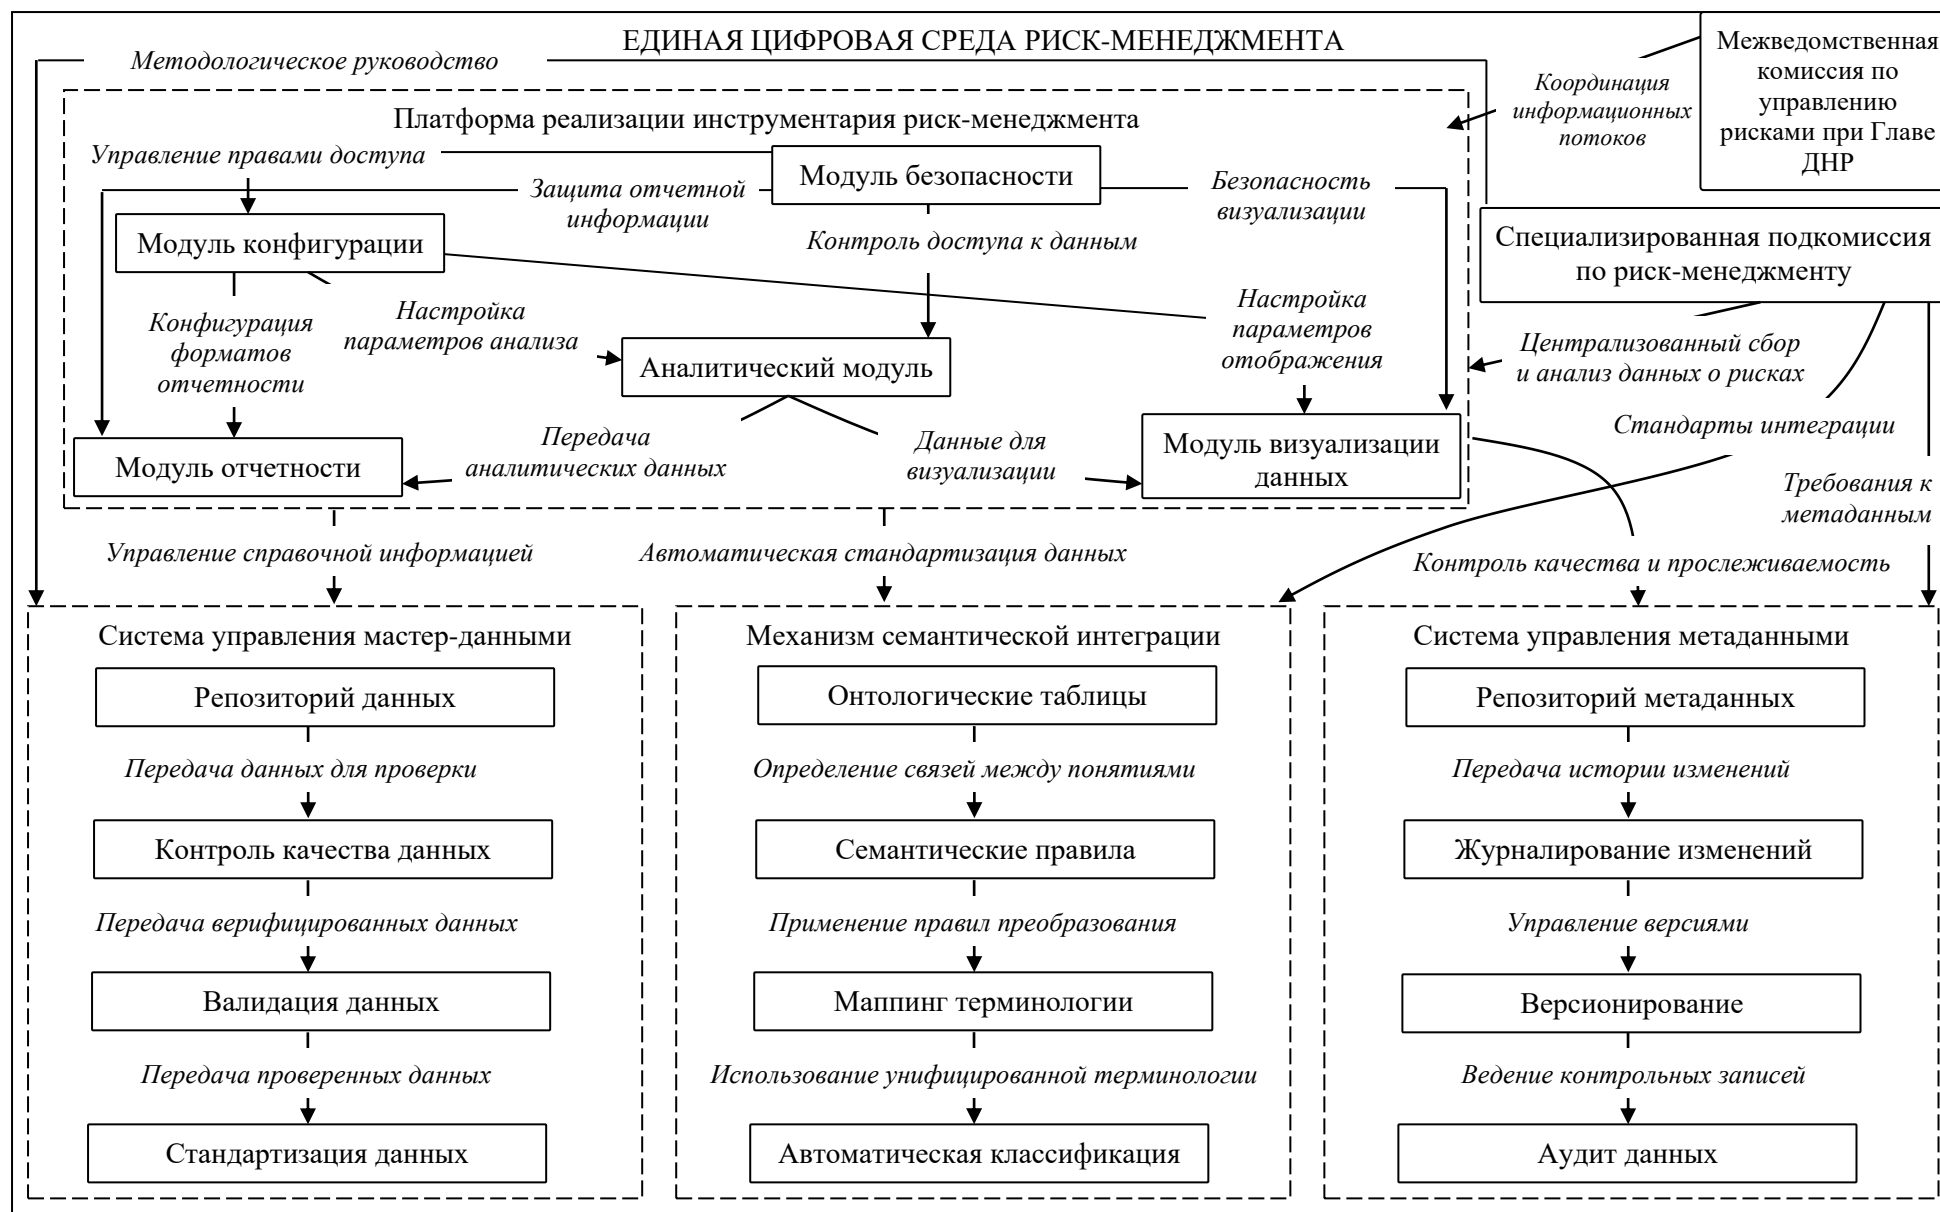 ЕДИНАЯ ЦИФРОВАЯ СРЕДА РИСК-МЕНЕДЖМЕНТА
Межведомственная
комиссия по
управлению
рисками при Главе
ДНР
Методологическое руководство
Координация
информационных
потоков
Платформа реализации инструментария риск-менеджмента
Управление правами доступа
Модуль безопасности
Защита отчетной
информации
Безопасность
визуализации
Модуль конфигурации
Контроль доступа к данным
Специализированная подкомиссия
по риск-менеджменту
Конфигурация
форматов
отчетности
Настройка
параметров анализа
Настройка
параметров
отображения
Аналитический модуль
Централизованный сбор
и анализ данных о рисках
Стандарты интеграции
Модуль отчетности
Передача
аналитических данных
Данные для
визуализации
Модуль визуализации
данных
Требования к
метаданным
Управление справочной информацией
Автоматическая стандартизация данных
Контроль качества и прослеживаемость
Система управления мастер-данными
Репозиторий данных
Передача данных для проверки
Контроль качества данных
Передача верифицированных данных
Валидация данных
Передача проверенных данных
Стандартизация данных
Механизм семантической интеграции
Онтологические таблицы
Определение связей между понятиями
Семантические правила
Применение правил преобразования
Маппинг терминологии
Использование унифицированной терминологии
Автоматическая классификация
Система управления метаданными
Репозиторий метаданных
Передача истории изменений
Журналирование изменений
Управление версиями
Версионирование
Ведение контрольных записей
Аудит данных